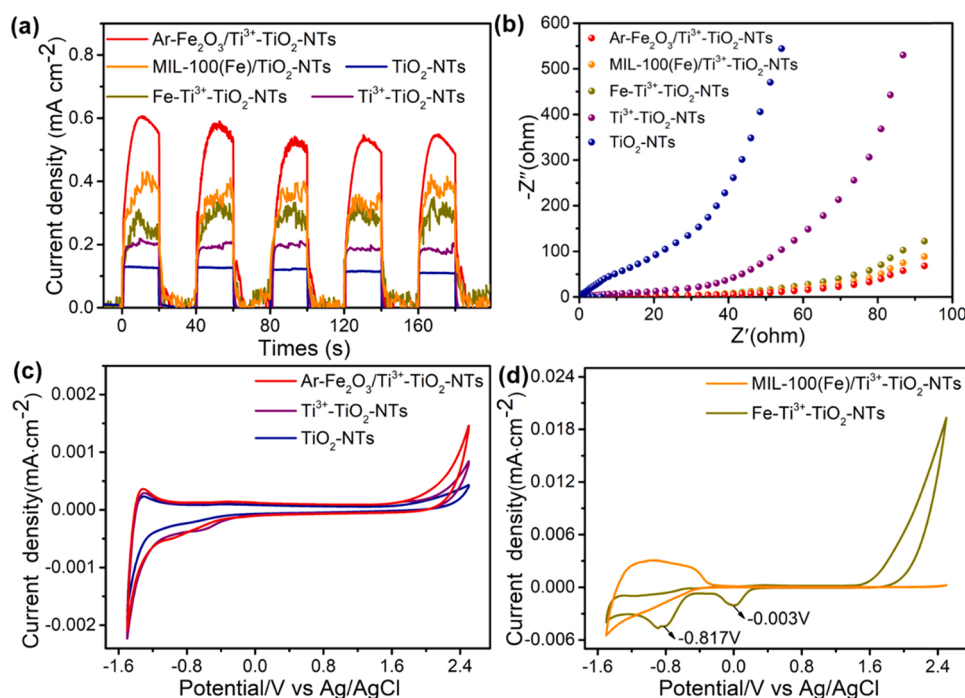 (a)
Current density (mA cm⁻²)
0.8
0.6
0.4
0.2
0.0
Ar-Fe₂O₃/Ti³⁺-TiO₂-NTs
MIL-100(Fe)/TiO₂-NTs TiO₂-NTs
Fe-Ti³⁺-TiO₂-NTs Ti³⁺-TiO₂-NTs
0 40 80 120 160
Times (s)
(b)
-Z″(ohm)
600
500
400
300
200
100
0
Ar-Fe₂O₃/Ti³⁺-TiO₂-NTs
MIL-100(Fe)/Ti³⁺-TiO₂-NTs
Fe-Ti³⁺-TiO₂-NTs
Ti³⁺-TiO₂-NTs
TiO₂-NTs
0 20 40 60 80 100
Z′(ohm)
(c)
Current density(mA·cm⁻²)
0.002
0.001
0.000
-0.001
-0.002
Ar-Fe₂O₃/Ti³⁺-TiO₂-NTs
Ti³⁺-TiO₂-NTs
TiO₂-NTs
-1.6 -0.8 0.0 0.8 1.6 2.4
Potential/V vs Ag/AgCl
(d)
Current density(mA·cm⁻²)
0.024
0.018
0.012
0.006
0.000
-0.006
MIL-100(Fe)/Ti³⁺-TiO₂-NTs
Fe-Ti³⁺-TiO₂-NTs
-0.003V
-0.817V
-1.6 -0.8 0.0 0.8 1.6 2.4
Potential/V vs Ag/AgCl